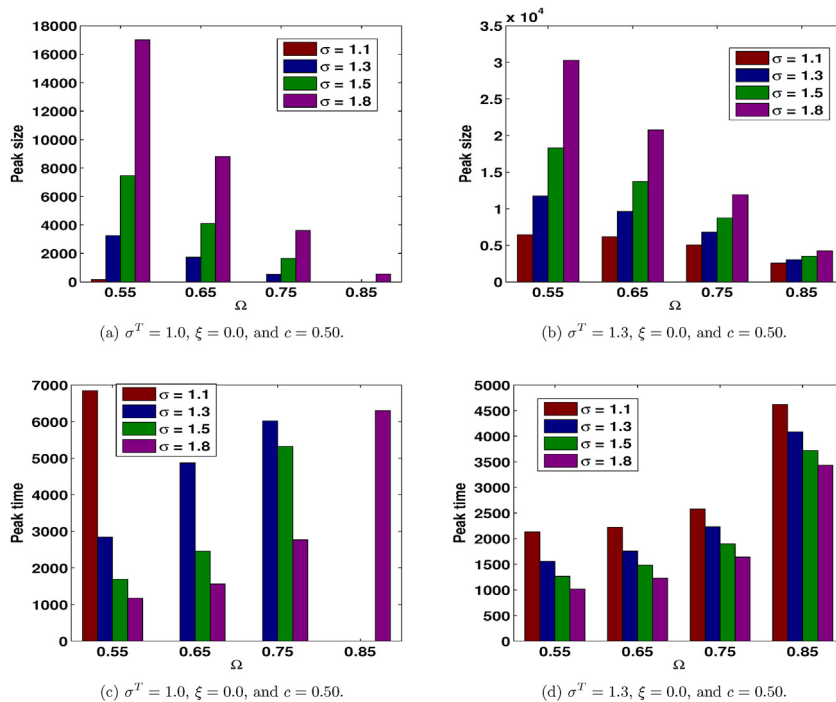 18000
16000
14000
12000
10000
8000
6000
4000
2000
0
Peak size
σ = 1.1
σ = 1.3
σ = 1.5
σ = 1.8
0.55 0.65 0.75 0.85
Ω
(a) σ^T = 1.0, ξ = 0.0, and c = 0.50.
3.5 x 10^4
3
2.5
2
1.5
1
0.5
0
Peak size
σ = 1.1
σ = 1.3
σ = 1.5
σ = 1.8
0.55 0.65 0.75 0.85
Ω
(b) σ^T = 1.3, ξ = 0.0, and c = 0.50.
7000
6000
5000
4000
3000
2000
1000
0
Peak time
σ = 1.1
σ = 1.3
σ = 1.5
σ = 1.8
0.55 0.65 0.75 0.85
Ω
(c) σ^T = 1.0, ξ = 0.0, and c = 0.50.
5000
4500
4000
3500
3000
2500
2000
1500
1000
500
0
Peak time
σ = 1.1
σ = 1.3
σ = 1.5
σ = 1.8
0.55 0.65 0.75 0.85
Ω
(d) σ^T = 1.3, ξ = 0.0, and c = 0.50.